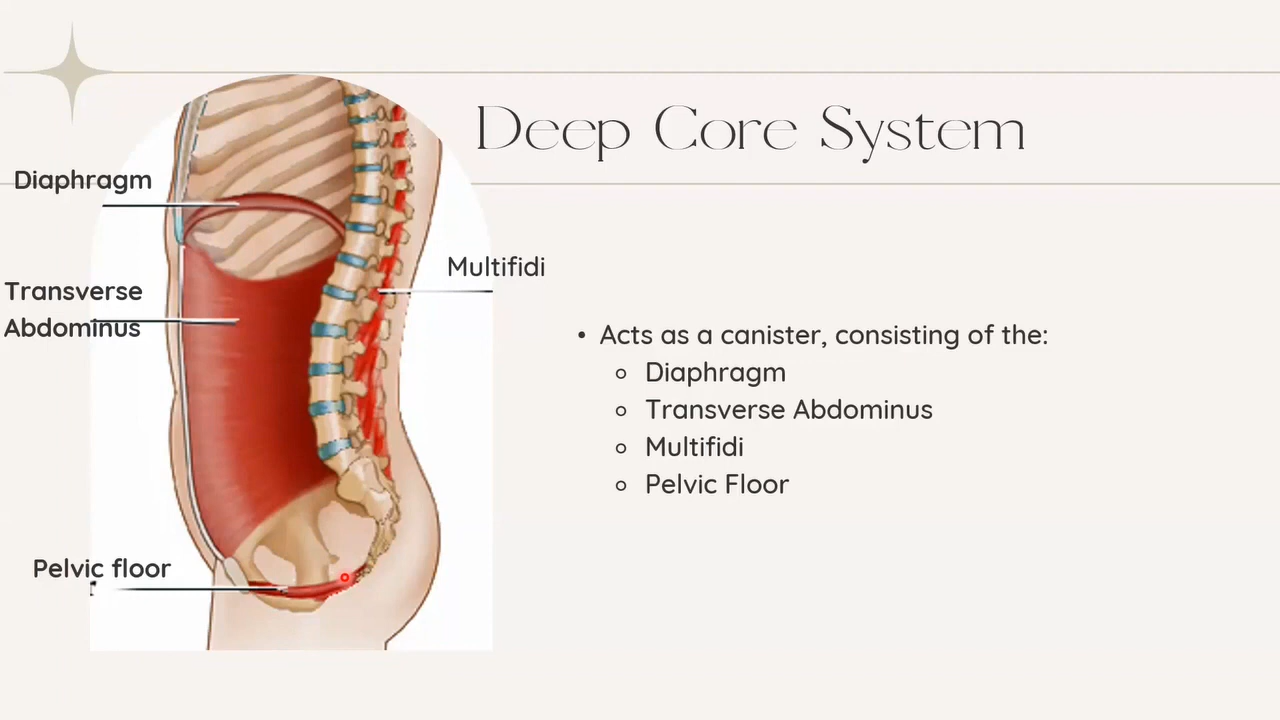 Deep Core System
Diaphragm
Transverse
Abdominus
Pelvic floor
Multifidi
• Acts as a canister, consisting of the:
○ Diaphragm
○ Transverse Abdominus
○ Multifidi
○ Pelvic Floor